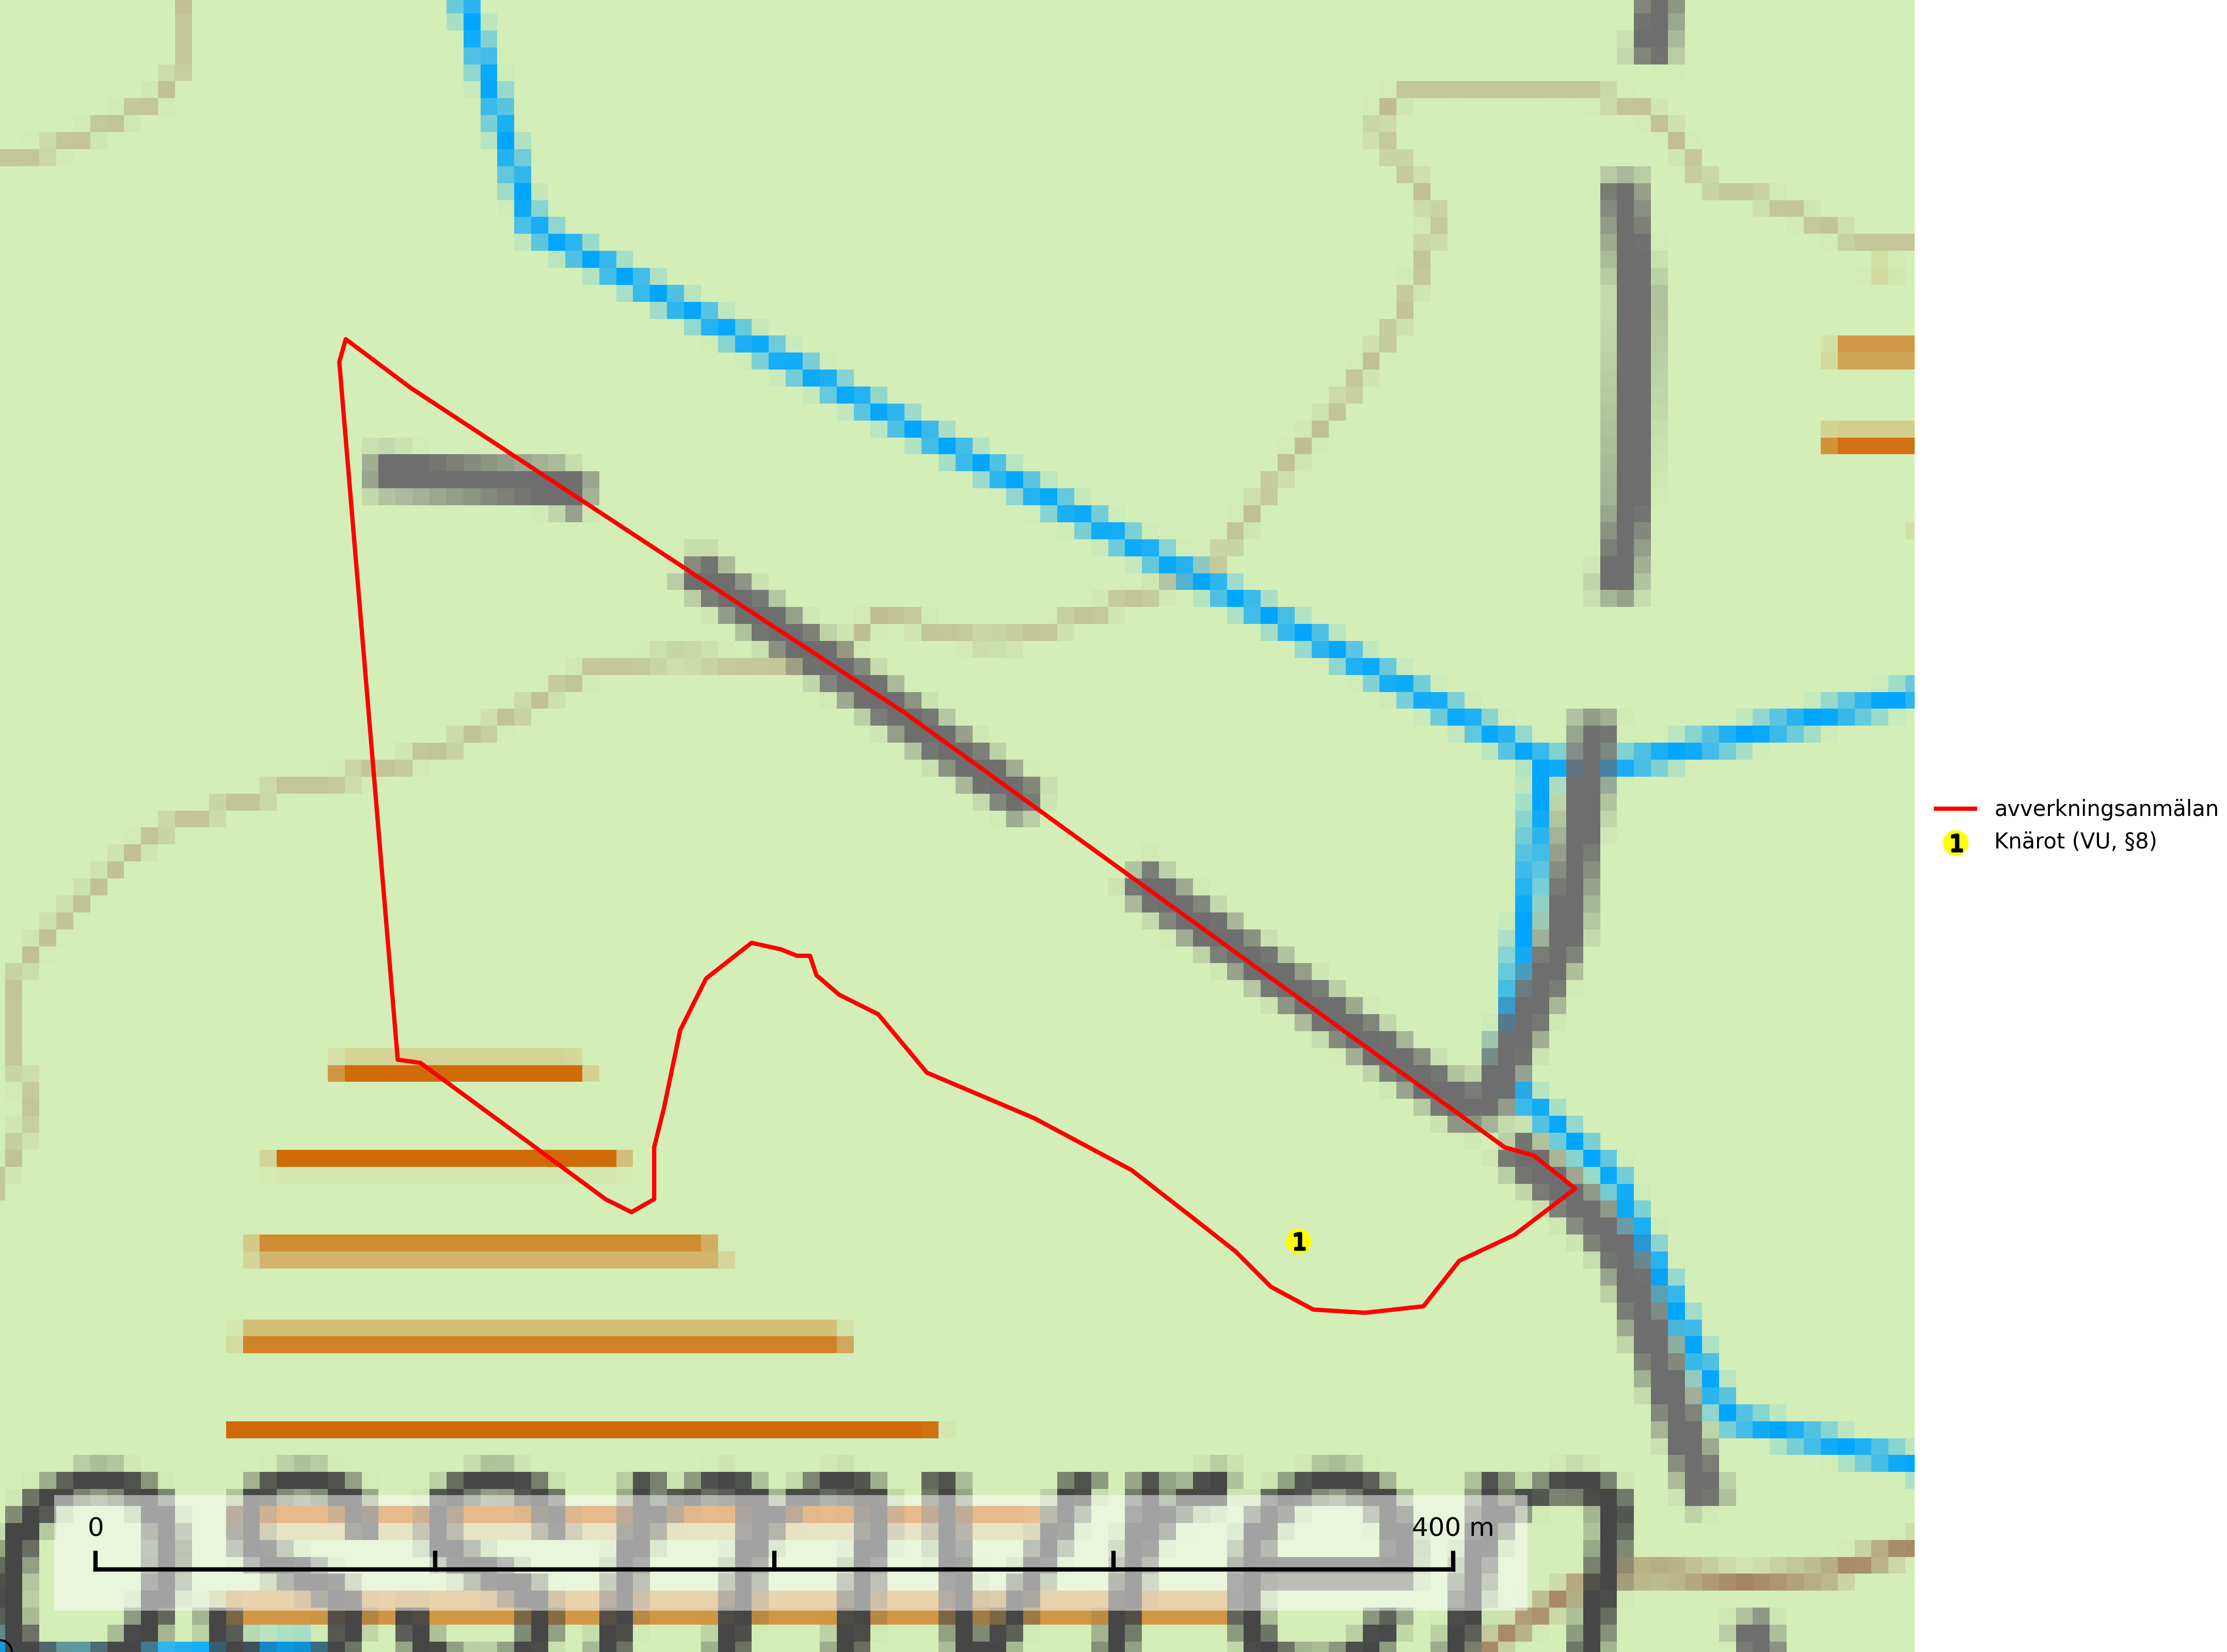 avverkningsanmälan
1 Knärot (VU, §8)
1
0 400 m